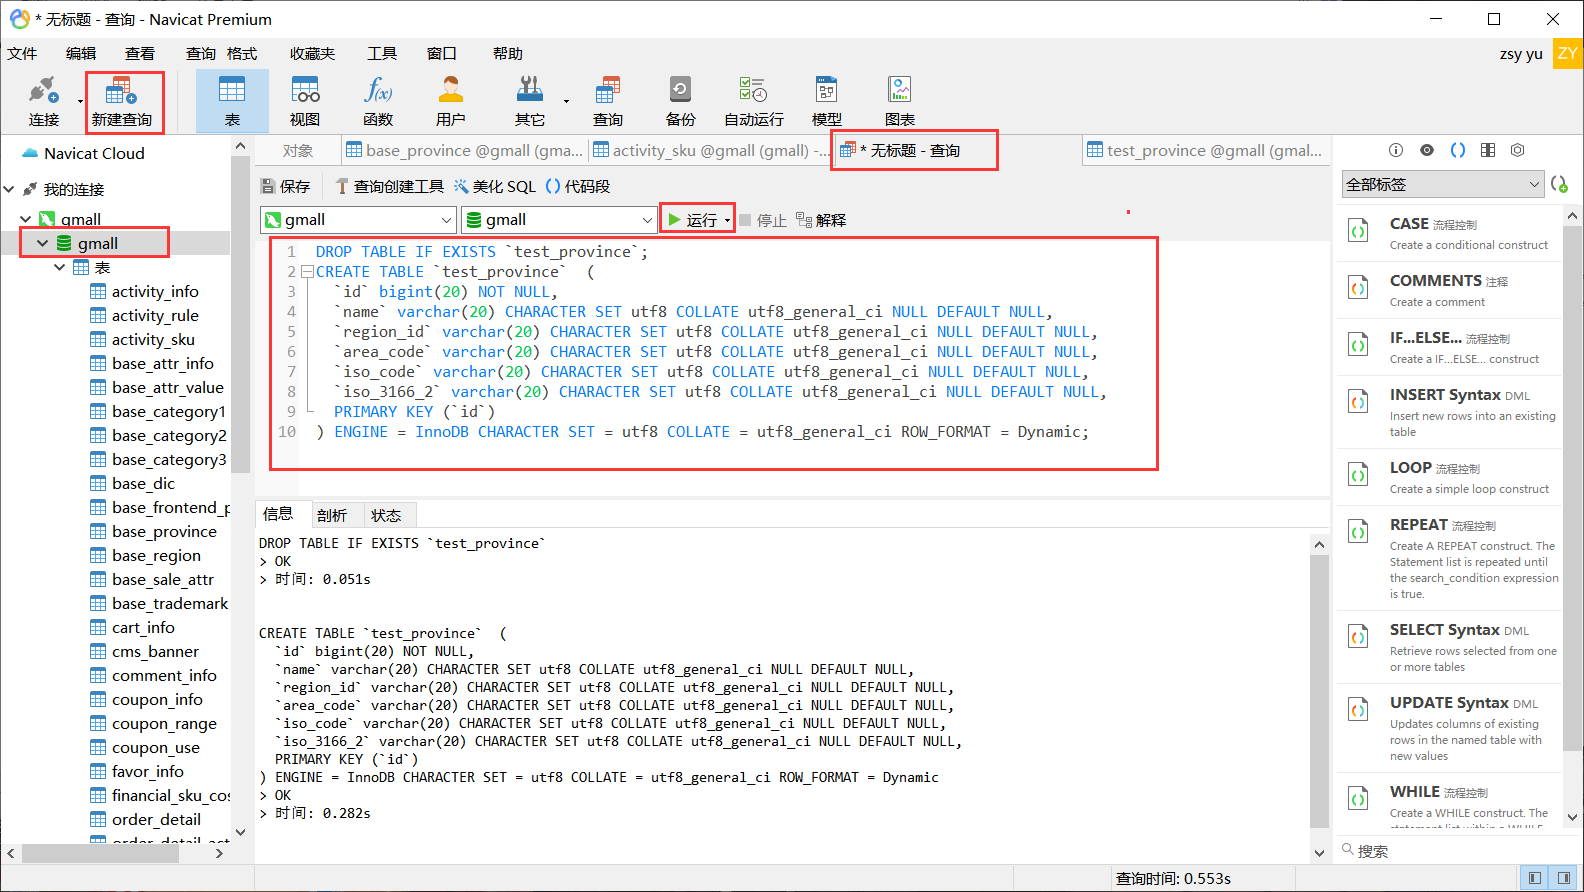 * 无标题 - 查询 - Navicat Premium
文件 编辑 查看 查询 格式 收藏夹 工具 窗口 帮助
zsy yu ZY
连接 新建查询 表 视图 函数 用户 其它 查询 备份 自动运行 模型 图表
Navicat Cloud
我的连接
gmall
gmall
表
activity_info
activity_rule
activity_sku
base_attr_info
base_attr_value
base_category1
base_category2
base_category3
base_dic
base_frontend_p
base_province
base_region
base_sale_attr
base_trademark
cart_info
cms_banner
comment_info
coupon_info
coupon_range
coupon_use
favor_info
financial_sku_cos
order_detail
order_detail_act
对象 base_province @gmall (gma... activity_sku @gmall (gmall) -... * 无标题 - 查询 test_province @gmall (gmal...
保存 查询创建工具 美化 SQL () 代码段
gmall gmall 运行 停止 解释
1 DROP TABLE IF EXISTS `test_province`;
2 CREATE TABLE `test_province`  (
3   `id` bigint(20) NOT NULL,
4   `name` varchar(20) CHARACTER SET utf8 COLLATE utf8_general_ci NULL DEFAULT NULL,
5   `region_id` varchar(20) CHARACTER SET utf8 COLLATE utf8_general_ci NULL DEFAULT NULL,
6   `area_code` varchar(20) CHARACTER SET utf8 COLLATE utf8_general_ci NULL DEFAULT NULL,
7   `iso_code` varchar(20) CHARACTER SET utf8 COLLATE utf8_general_ci NULL DEFAULT NULL,
8   `iso_3166_2` varchar(20) CHARACTER SET utf8 COLLATE utf8_general_ci NULL DEFAULT NULL,
9   PRIMARY KEY (`id`)
10 ) ENGINE = InnoDB CHARACTER SET = utf8 COLLATE = utf8_general_ci ROW_FORMAT = Dynamic;
信息 剖析 状态
DROP TABLE IF EXISTS `test_province`
> OK
> 时间: 0.051s
CREATE TABLE `test_province`  (
  `id` bigint(20) NOT NULL,
  `name` varchar(20) CHARACTER SET utf8 COLLATE utf8_general_ci NULL DEFAULT NULL,
  `region_id` varchar(20) CHARACTER SET utf8 COLLATE utf8_general_ci NULL DEFAULT NULL,
  `area_code` varchar(20) CHARACTER SET utf8 COLLATE utf8_general_ci NULL DEFAULT NULL,
  `iso_code` varchar(20) CHARACTER SET utf8 COLLATE utf8_general_ci NULL DEFAULT NULL,
  `iso_3166_2` varchar(20) CHARACTER SET utf8 COLLATE utf8_general_ci NULL DEFAULT NULL,
  PRIMARY KEY (`id`)
) ENGINE = InnoDB CHARACTER SET = utf8 COLLATE = utf8_general_ci ROW_FORMAT = Dynamic
> OK
> 时间: 0.282s
全部标签
CASE 流程控制
Create a conditional construct
COMMENTS 注释
Create a comment
IF...ELSE... 流程控制
Create a IF...ELSE... construct
INSERT Syntax DML
Insert new rows into an existing
table
LOOP 流程控制
Create a simple loop construct
REPEAT 流程控制
Create A REPEAT construct. The
Statement list is repeated until
the search_condition expression
is true.
SELECT Syntax DML
Retrieve rows selected from one
or more tables
UPDATE Syntax DML
Updates columns of existing
rows in the named table with
new values
WHILE 流程控制
Create a WHILE construct. The
statement list within a WHILE
搜索
查询时间: 0.553s